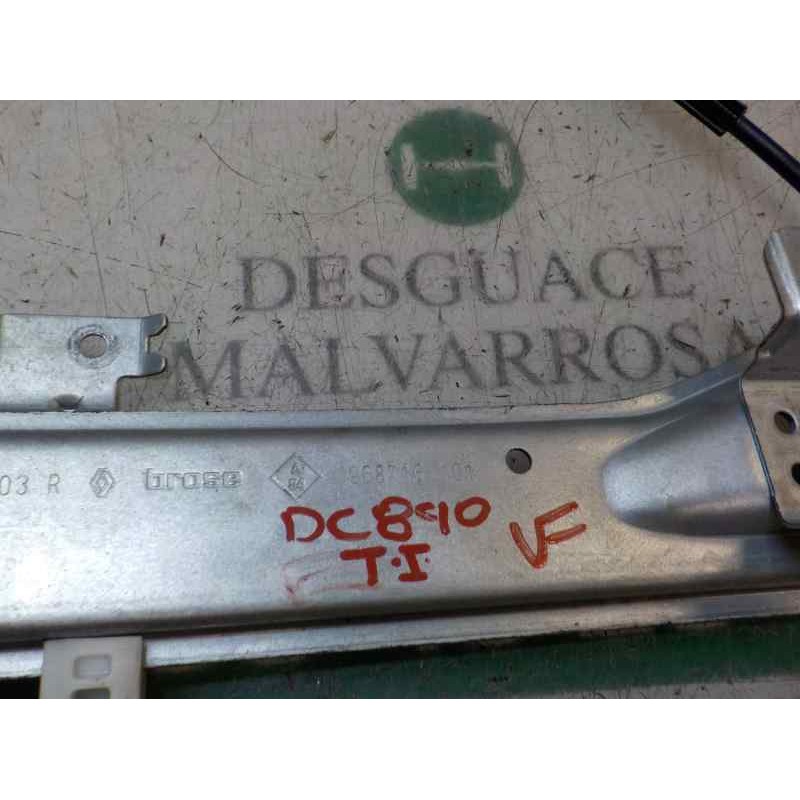 DESGUACE
MALVARROSA
03 R brose
DC890
T.I VF